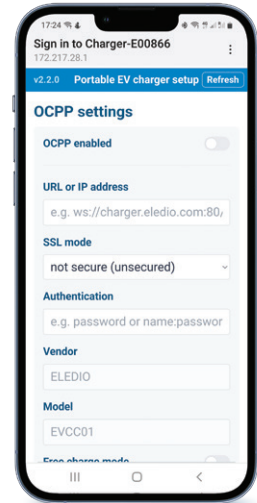 17:24
Sign in to Charger-E00866
172.217.28.1
v2.2.0 Portable EV charger setup Refresh
OCPP settings
OCPP enabled
URL or IP address
e.g. ws://charger.eledio.com:80/
SSL mode
not secure (unsecured)
Authentication
e.g. password or name:passwor
Vendor
ELEDIO
Model
EVCC01
Free charge mode